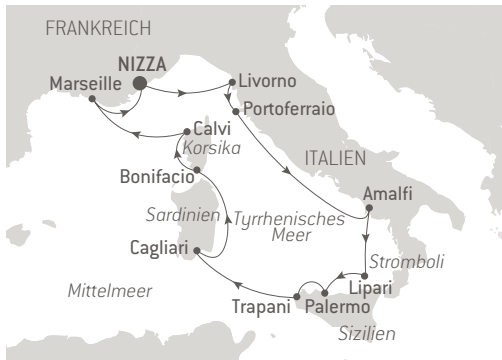 FRANKREICH
NIZZA
Marseille
Livorno
Portoferraio
Calvi
Korsika
ITALIEN
Bonifacio
Amalfi
Sardinien
Tyrrhenisches
Meer
Cagliari
Stromboli
Mittelmeer
Lipari
Trapani
Palermo
Sizilien